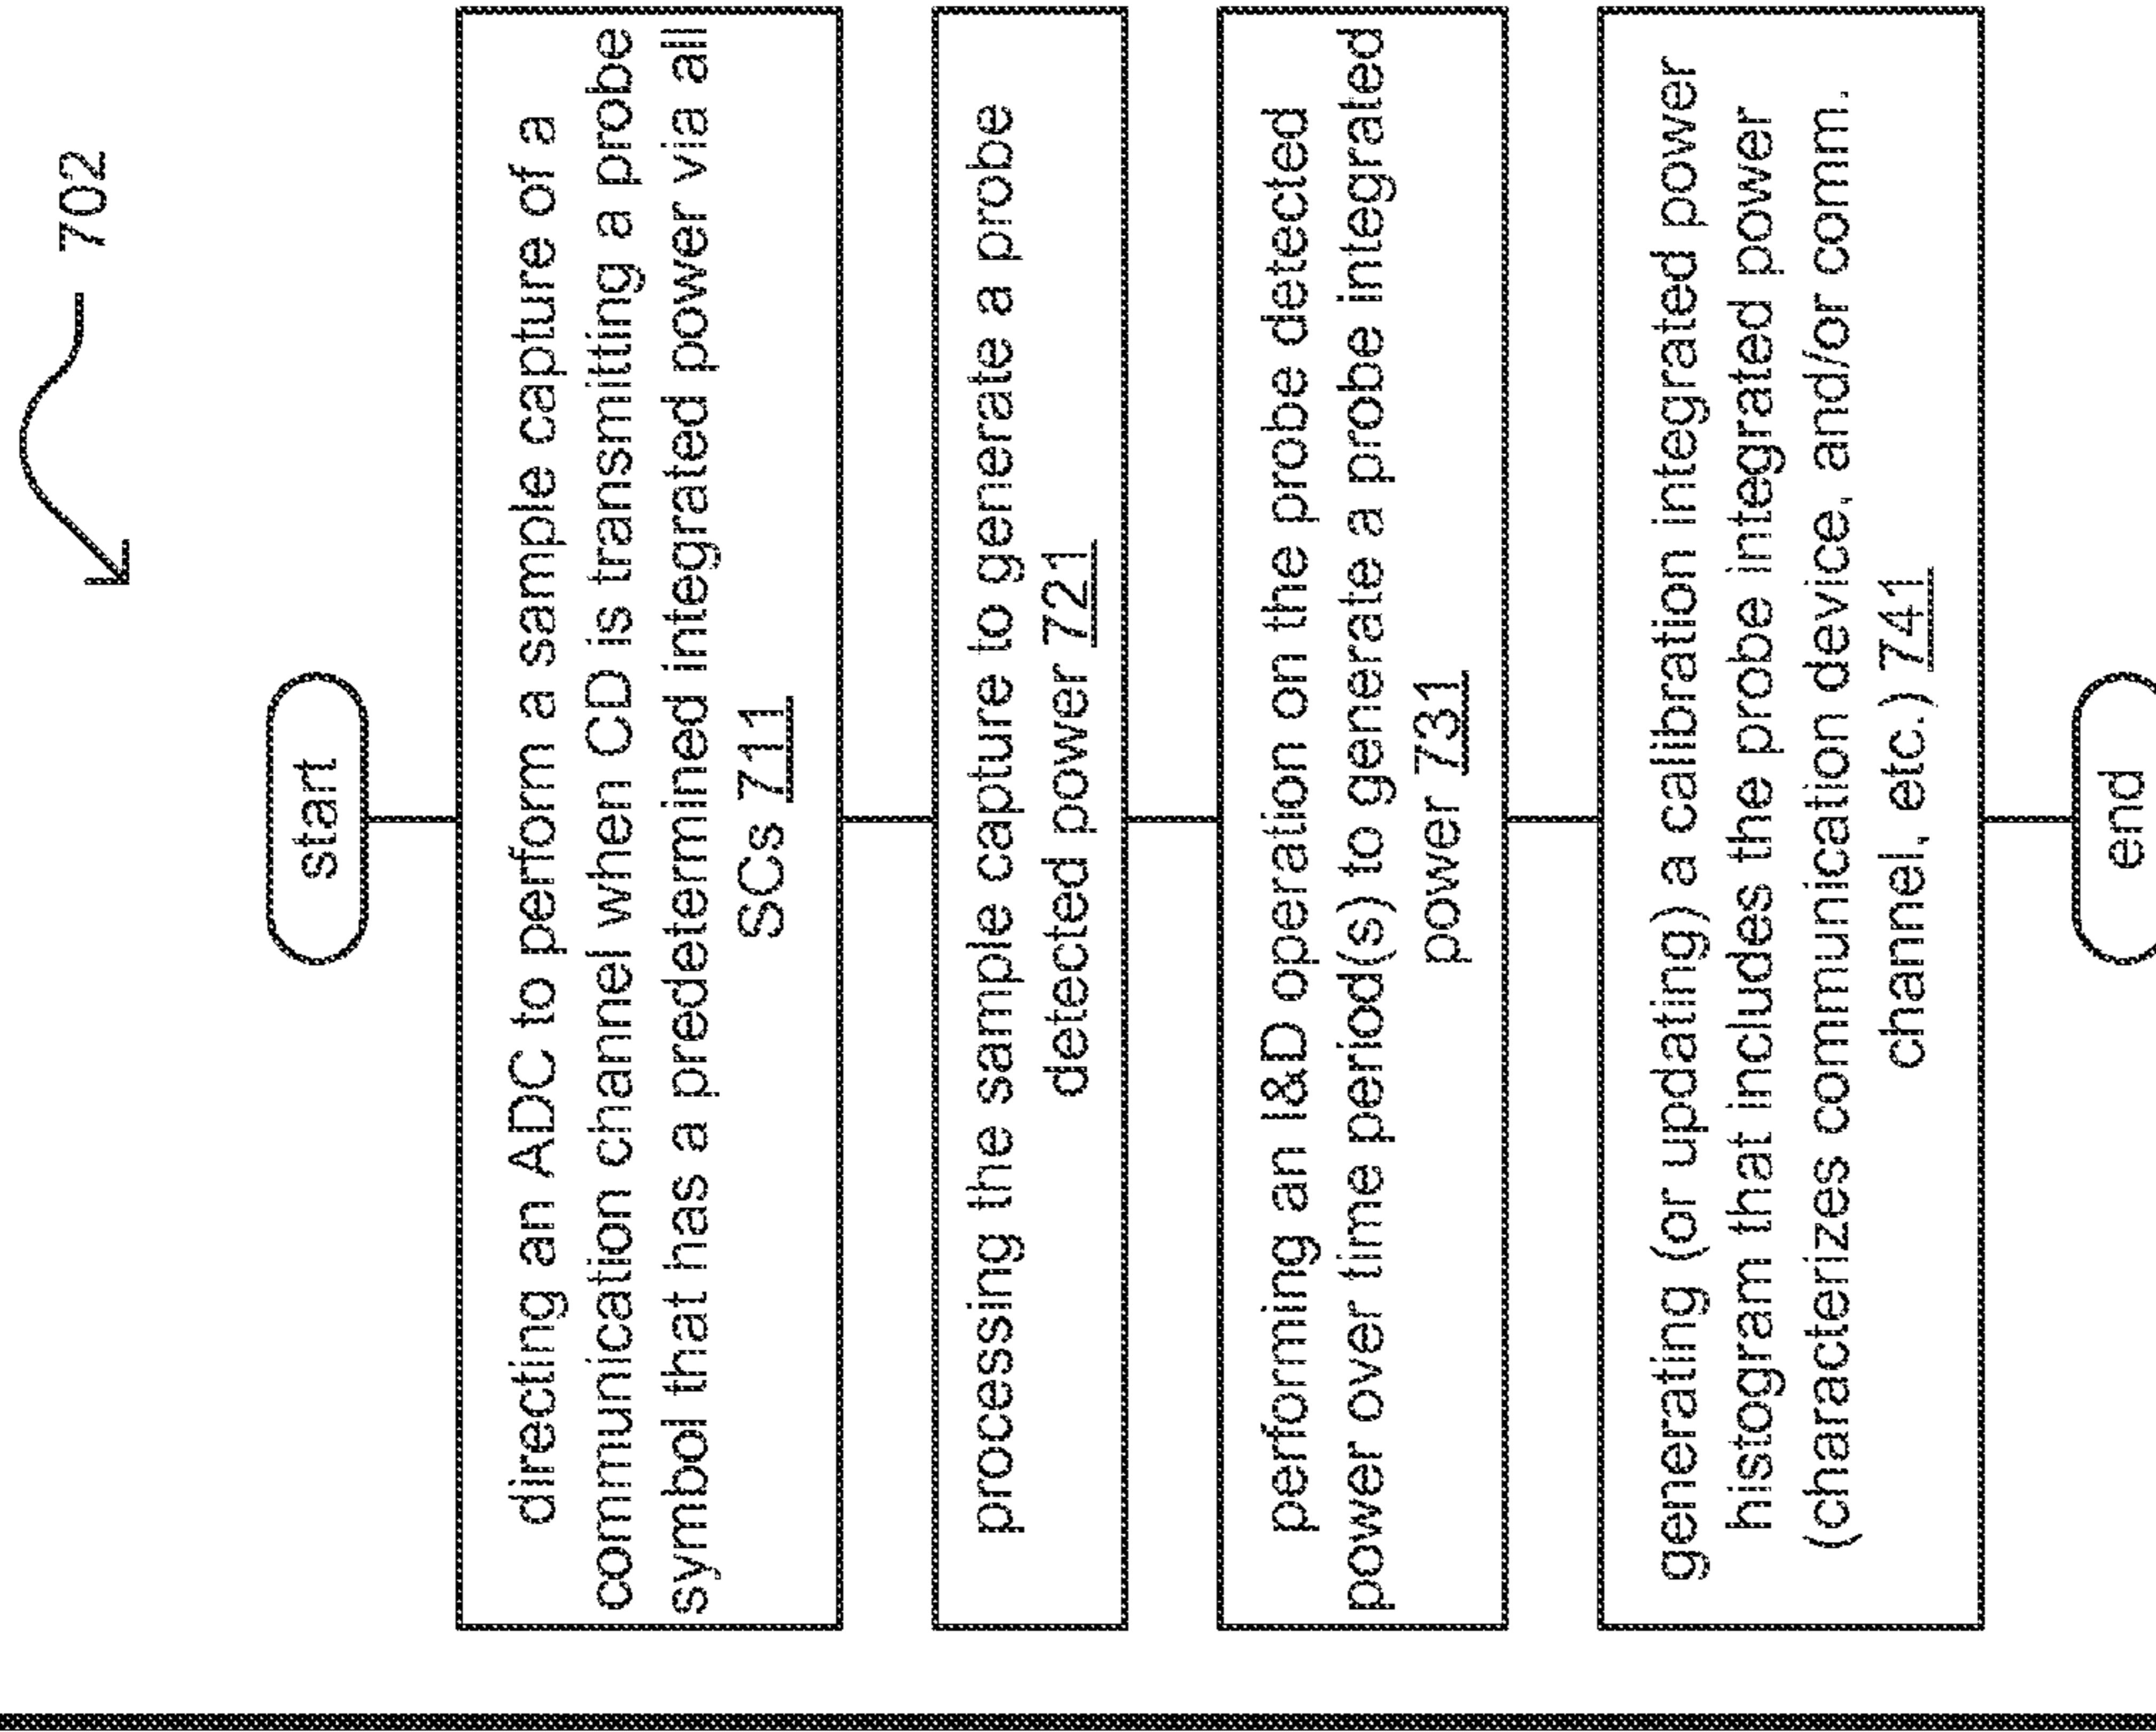 702
start
directing an ADC to perform a sample capture of a
communication channel when CD is transmitting a probe
symbol that has a predetermined integrated power via all
SCs 711
processing the sample capture to generate a probe
detected power 721
performing an I&D operation on the probe detected
power over time period(s) to generate a probe integrated
power 731
generating (or updating) a calibration integrated power
histogram that includes the probe integrated power
(characterizes communication device, and/or comm.
channel, etc.) 741
end